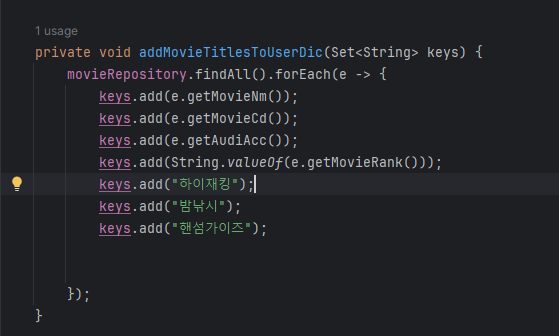 1 usage
private void addMovieTitlesToUserDic(Set<String> keys) {
movieRepository.findAll().forEach(e -> {
keys.add(e.getMovieNm());
keys.add(e.getMovieCd());
keys.add(e.getAudiAcc());
keys.add(String.valueOf(e.getMovieRank()));
keys.add("하이재킹");
keys.add("밤낚시");
keys.add("핸섬가이즈");
});
}